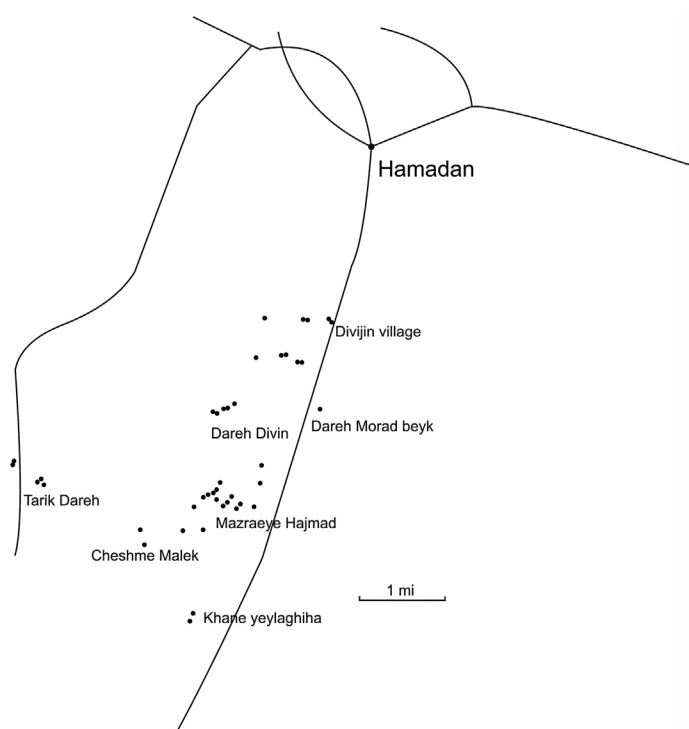 Hamadan
Divijin village
Dareh Morad beyk
Dareh Divin
Tarik Dareh
Mazraeye Hajmad
Cheshme Malek
1 mi
Khane yeylaghiha